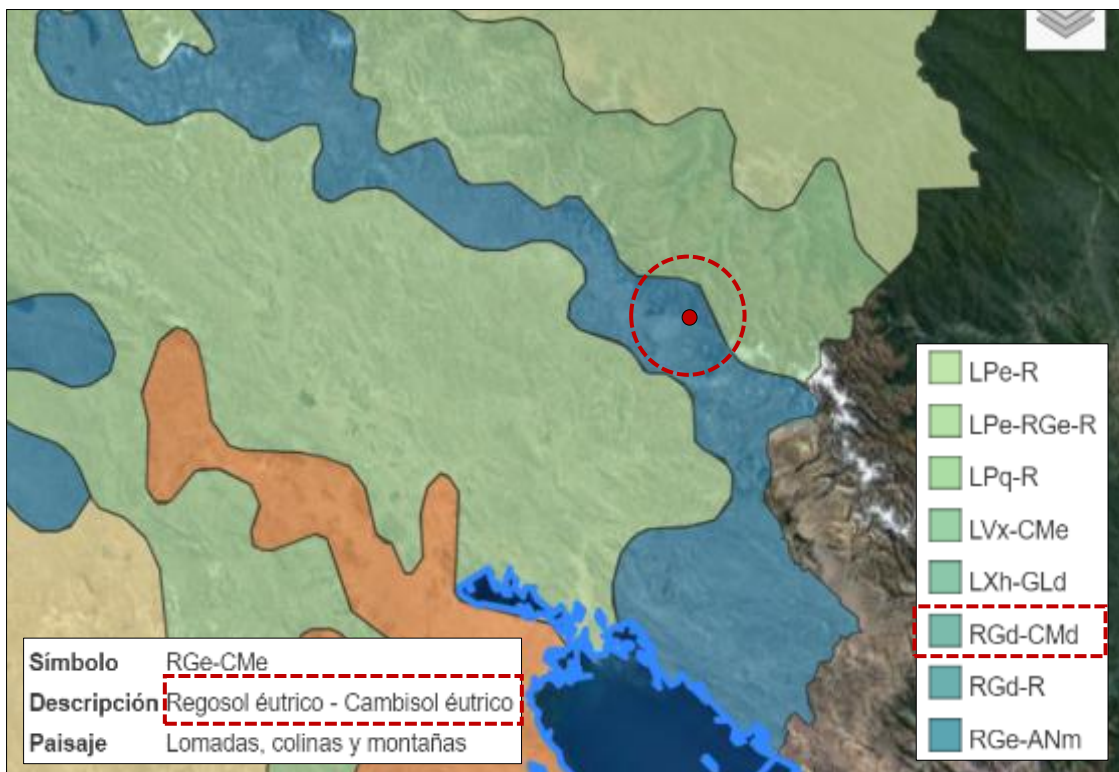 LPe-R
LPe-RGe-R
LPq-R
LVx-CMe
LXh-GLd
RGd-CMd
RGd-R
RGe-ANm
Símbolo RGe-CMe
Descripción Regosol éutrico - Cambisol éutrico
Paisaje Lomadas, colinas y montañas